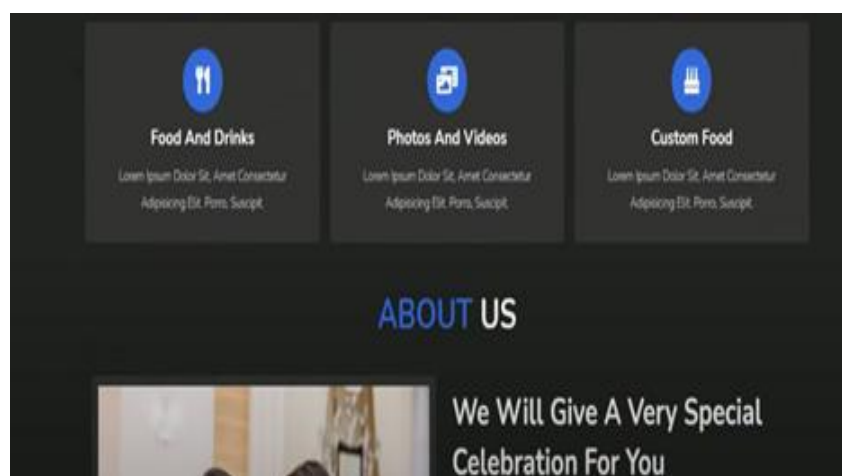 Food And Drinks
Lorem Ipsum Dolor Sit, Amet Consectetur
Adipisicing Elit. Porro, Suscipit.
Photos And Videos
Lorem Ipsum Dolor Sit, Amet Consectetur
Adipisicing Elit. Porro, Suscipit.
Custom Food
Lorem Ipsum Dolor Sit, Amet Consectetur
Adipisicing Elit. Porro, Suscipit.
ABOUT US
We Will Give A Very Special
Celebration For You